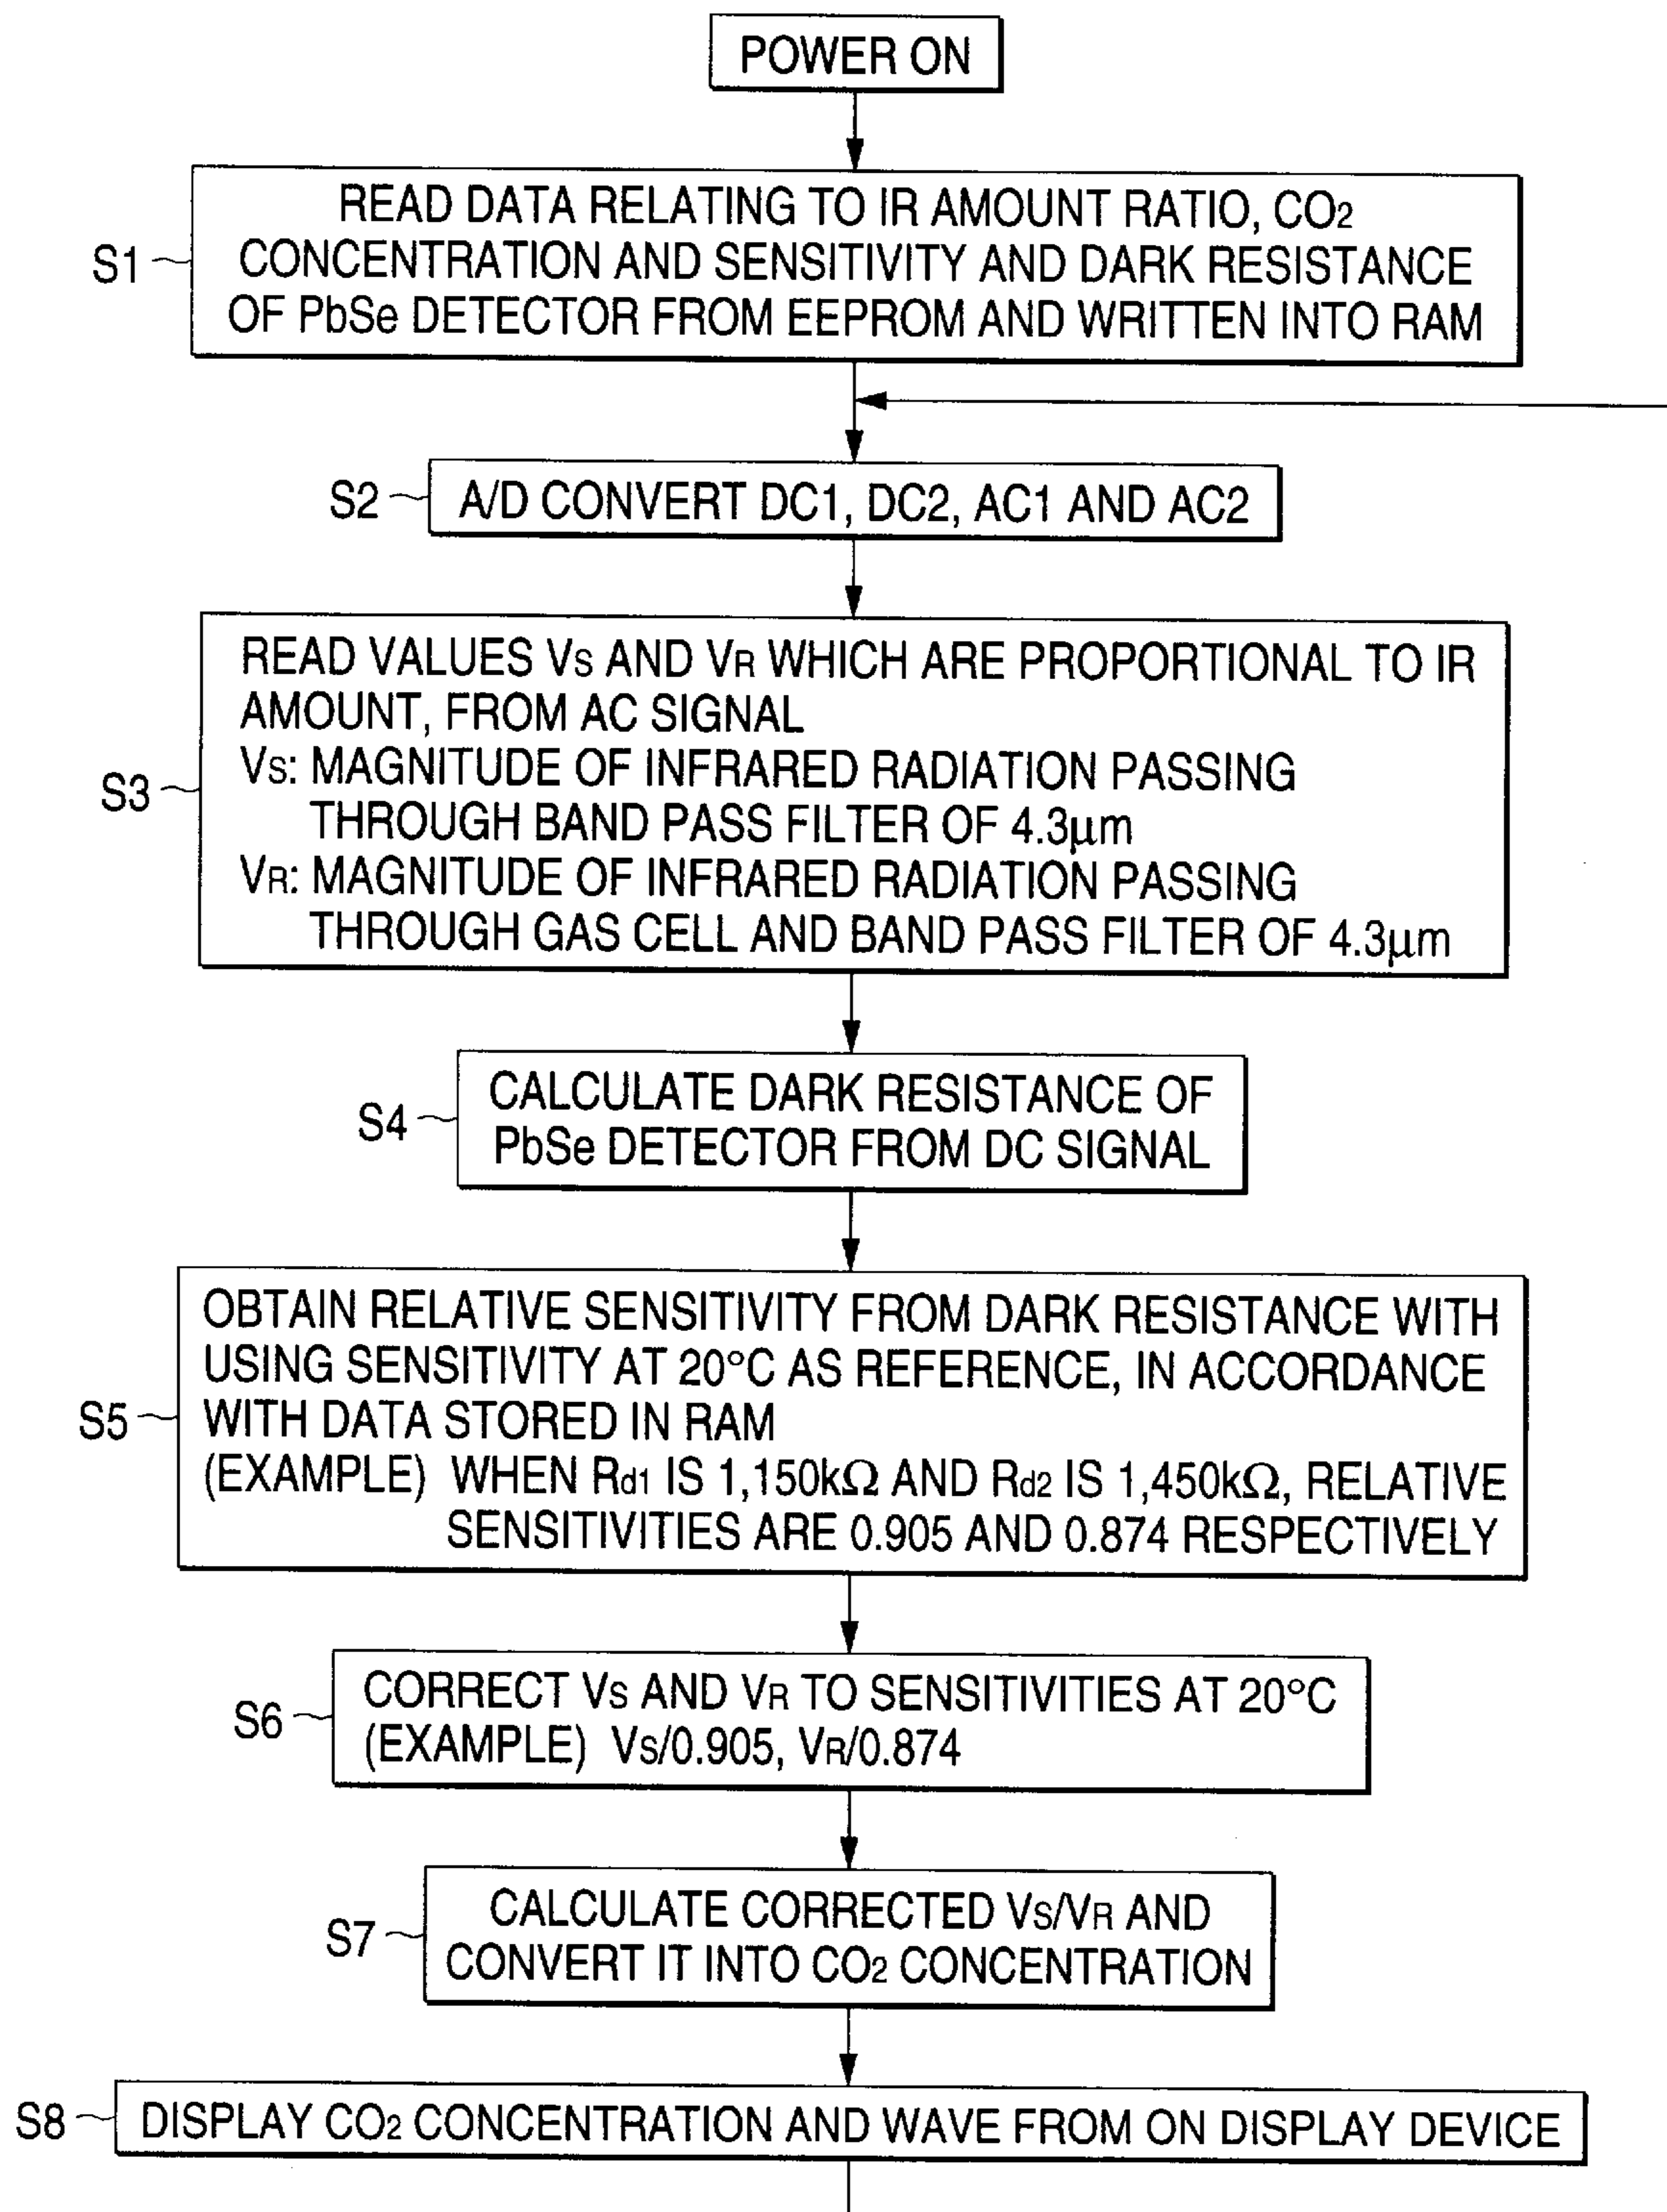 POWER ON
S1
READ DATA RELATING TO IR AMOUNT RATIO, CO2
CONCENTRATION AND SENSITIVITY AND DARK RESISTANCE
OF PbSe DETECTOR FROM EEPROM AND WRITTEN INTO RAM
S2
A/D CONVERT DC1, DC2, AC1 AND AC2
S3
READ VALUES VS AND VR WHICH ARE PROPORTIONAL TO IR
AMOUNT, FROM AC SIGNAL
VS: MAGNITUDE OF INFRARED RADIATION PASSING
THROUGH BAND PASS FILTER OF 4.3μm
VR: MAGNITUDE OF INFRARED RADIATION PASSING
THROUGH GAS CELL AND BAND PASS FILTER OF 4.3μm
S4
CALCULATE DARK RESISTANCE OF
PbSe DETECTOR FROM DC SIGNAL
S5
OBTAIN RELATIVE SENSITIVITY FROM DARK RESISTANCE WITH
USING SENSITIVITY AT 20°C AS REFERENCE, IN ACCORDANCE
WITH DATA STORED IN RAM
(EXAMPLE) WHEN Rd1 IS 1,150kΩ AND Rd2 IS 1,450kΩ, RELATIVE
SENSITIVITIES ARE 0.905 AND 0.874 RESPECTIVELY
S6
CORRECT VS AND VR TO SENSITIVITIES AT 20°C
(EXAMPLE) VS/0.905, VR/0.874
S7
CALCULATE CORRECTED VS/VR AND
CONVERT IT INTO CO2 CONCENTRATION
S8
DISPLAY CO2 CONCENTRATION AND WAVE FROM ON DISPLAY DEVICE